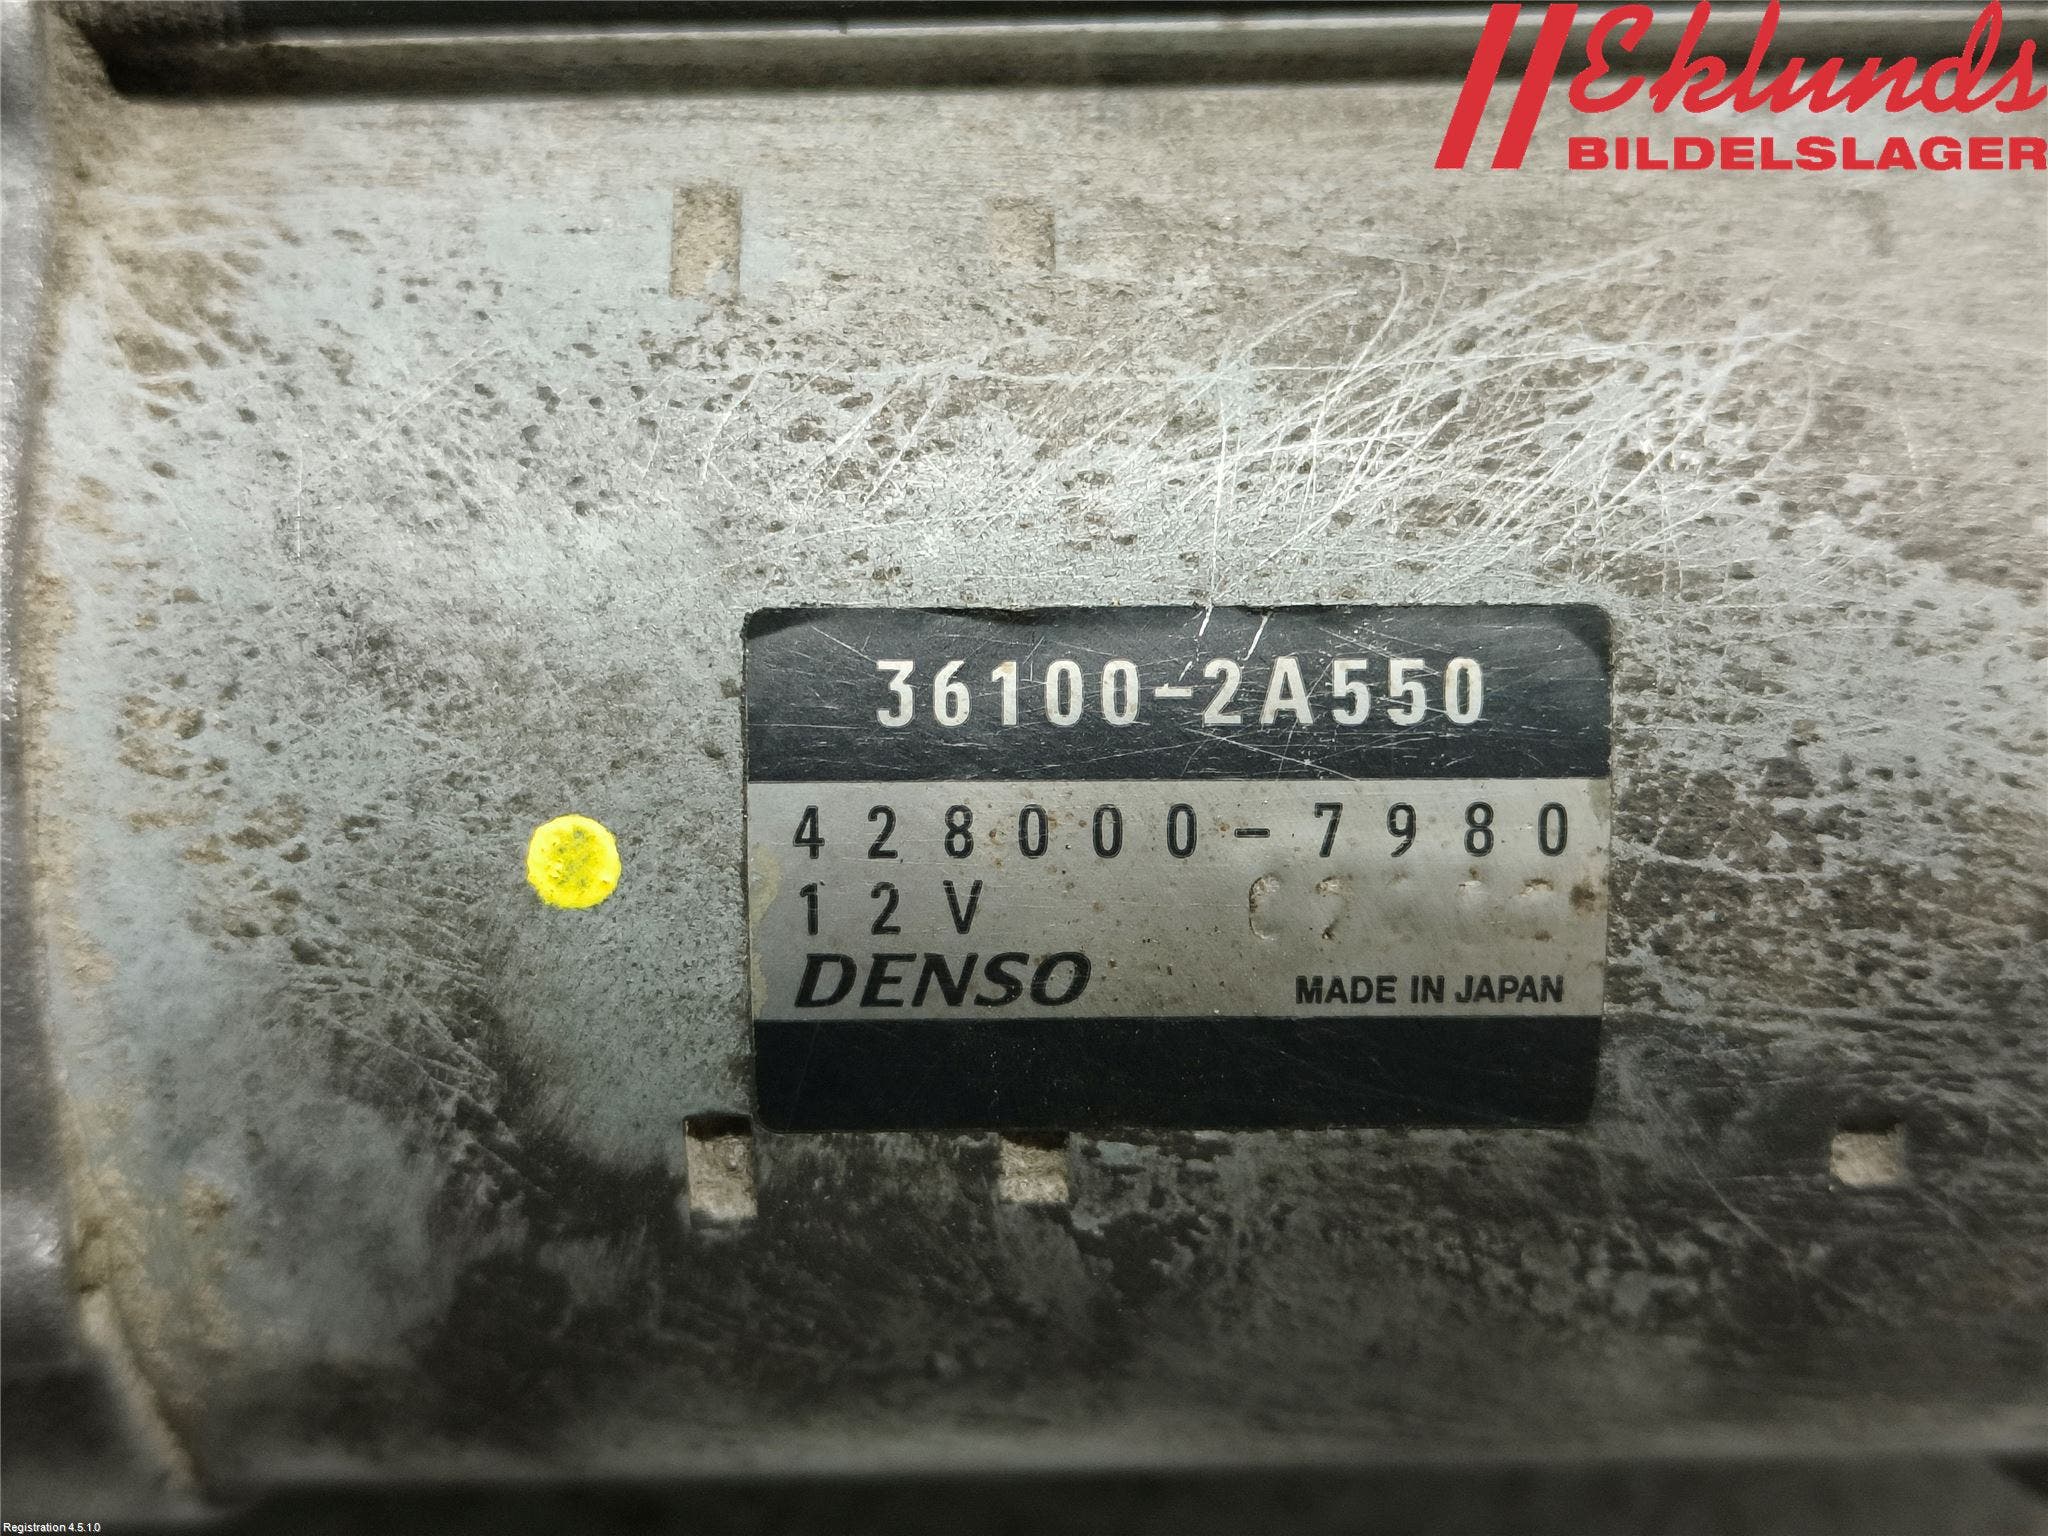 Eklunds
BILDELSLAGER
36100-2A550
428000-7980
12V
DENSO MADE IN JAPAN
Registration 4.5.1.0